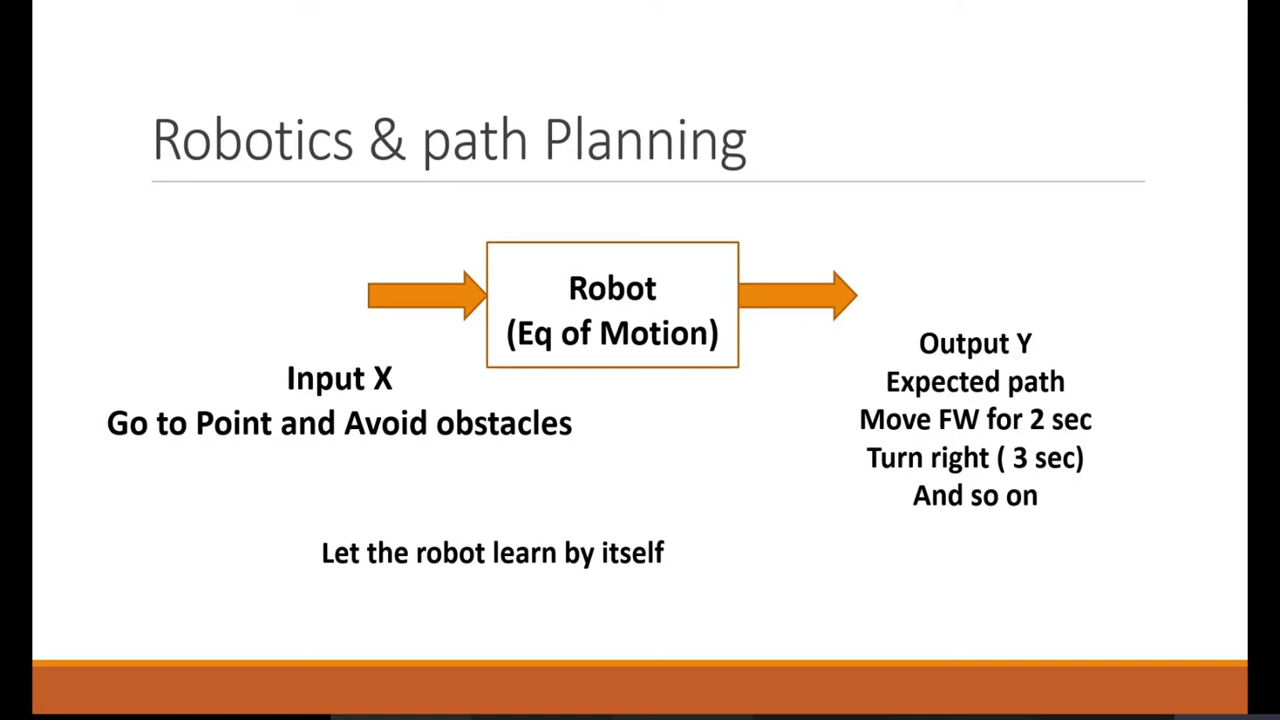 Robotics & path Planning
Robot
(Eq of Motion)
Input X
Go to Point and Avoid obstacles
Output Y
Expected path
Move FW for 2 sec
Turn right ( 3 sec)
And so on
Let the robot learn by itself